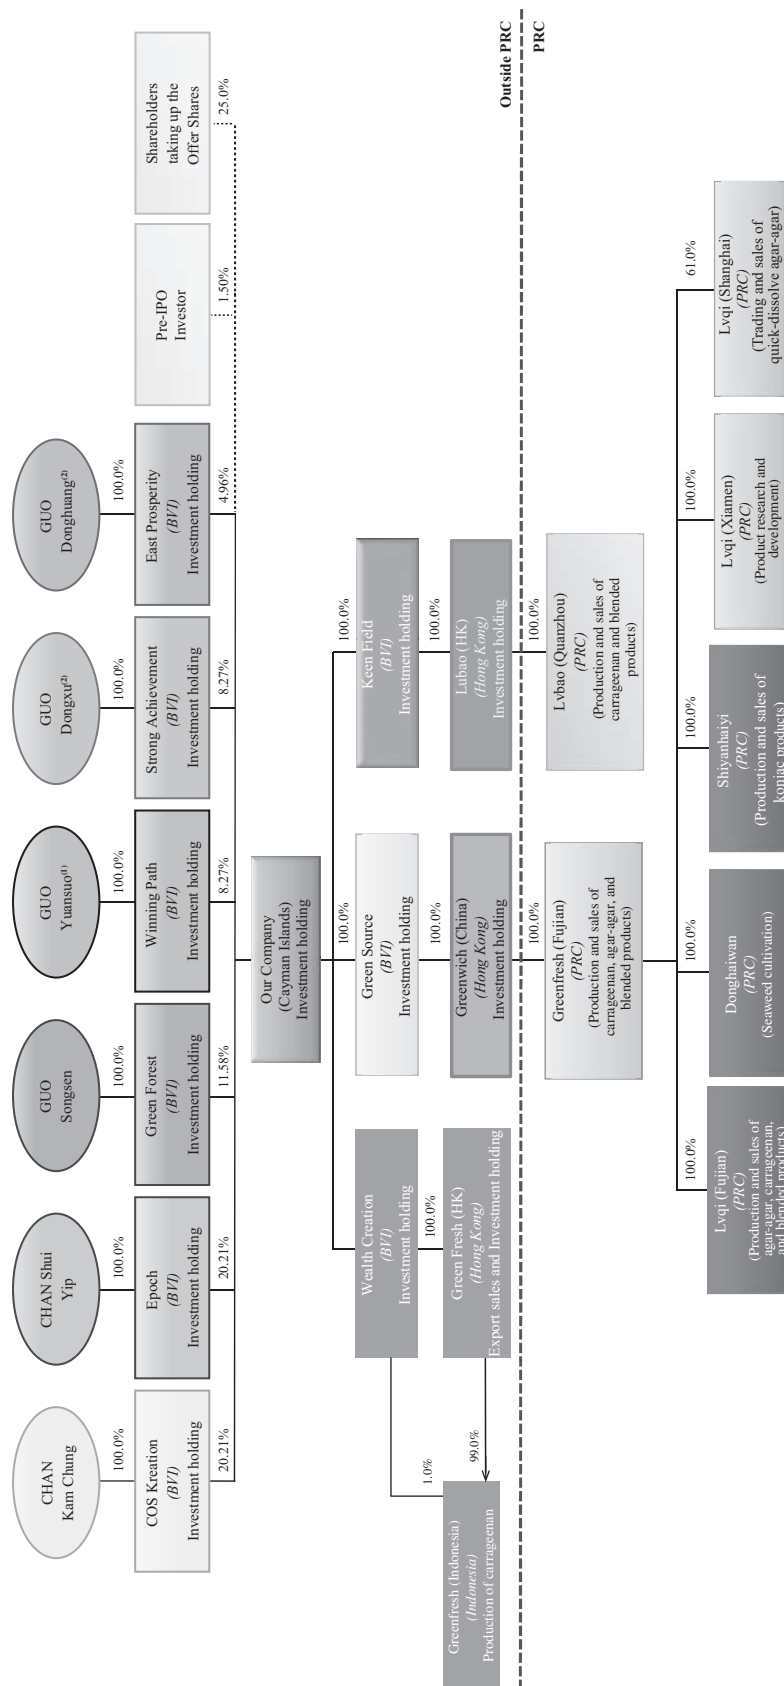 CHAN
Kam Chung
CHAN Shui
Yip
GUO
Songsen
GUO
Yuansuo(1)
GUO
Dongxu(2)
GUO
Donghuang(2)
100.0%
100.0%
100.0%
100.0%
100.0%
100.0%
COS Kreation
(BVI)
Investment holding
Epoch
(BVI)
Investment holding
Green Forest
(BVI)
Investment holding
Winning Path
(BVI)
Investment holding
Strong Achievement
(BVI)
Investment holding
East Prosperity
(BVI)
Investment holding
Pre-IPO
Investor
Shareholders
taking up the
Offer Shares
20.21%
20.21%
11.58%
8.27%
8.27%
4.96%
1.50%
25.0%
Our Company
(Cayman Islands)
Investment holding
100.0%
100.0%
Wealth Creation
(BVI)
Investment holding
Green Source
(BVI)
Investment holding
Keen Field
(BVI)
Investment holding
1.0%
100.0%
100.0%
100.0%
Green Fresh (HK)
(Hong Kong)
Export sales and Investment holding
Greenwich (China)
(Hong Kong)
Investment holding
Lubao (HK)
(Hong Kong)
Investment holding
99.0%
Greenfresh (Indonesia)
(Indonesia)
Production of carrageenan
Outside PRC
PRC
100.0%
100.0%
Greenfresh (Fujian)
(PRC)
(Production and sales of
carrageenan, agar-agar, and
blended products)
Lvbao (Quanzhou)
(PRC)
(Production and sales of
carrageenan and blended
products)
100.0%
100.0%
100.0%
100.0%
61.0%
Lvqi (Fujian)
(PRC)
(Production and sales of
agar-agar, carrageenan,
and blended products)
Donghaiwan
(PRC)
(Seaweed cultivation)
Shiyanhaiyi
(PRC)
(Production and sales of
konjac products)
Lvqi (Xiamen)
(PRC)
(Product research and
development)
Lvqi (Shanghai)
(PRC)
(Trading and sales of
quick-dissolve agar-agar)